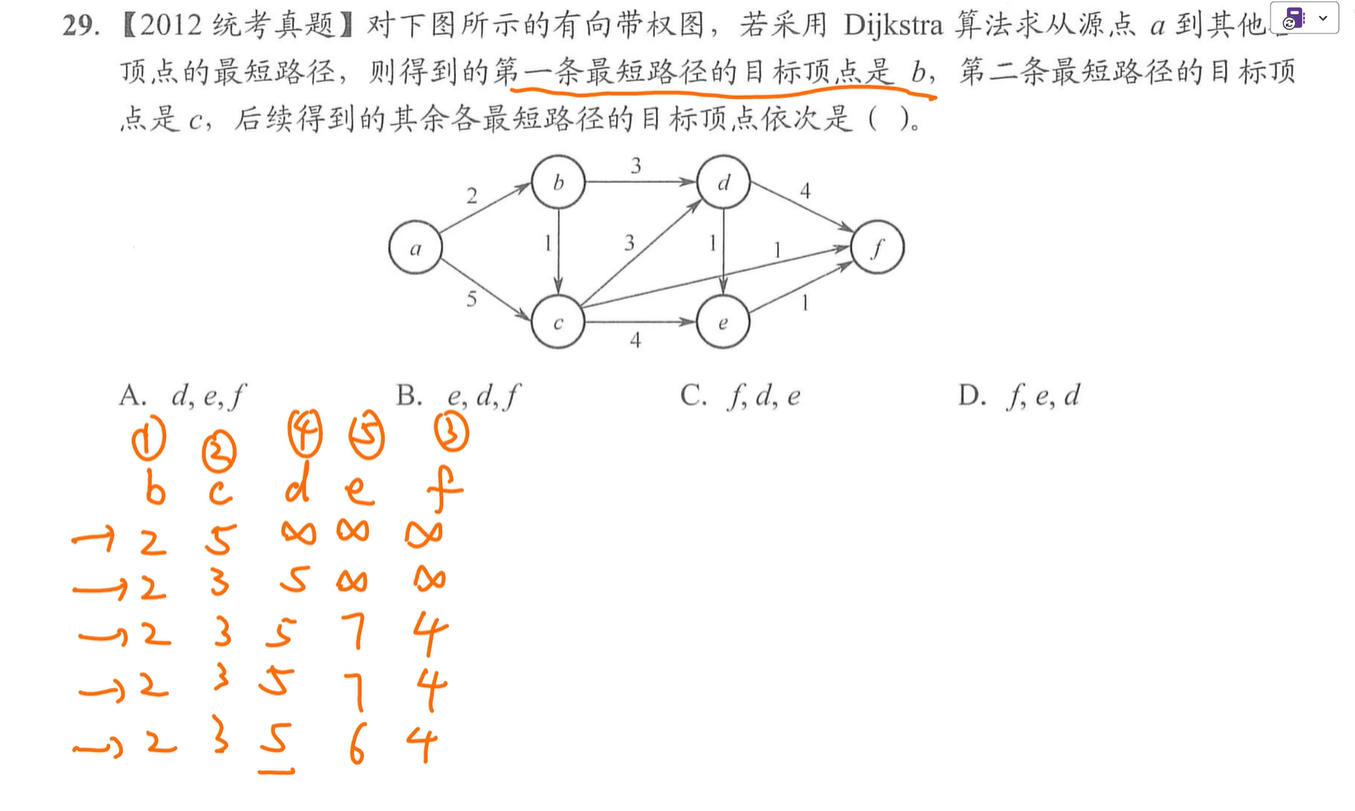 29. 【2012 统考真题】对下图所示的有向带权图，若采用 Dijkstra 算法求从源点 a 到其他
顶点的最短路径，则得到的第一条最短路径的目标顶点是 b，第二条最短路径的目标顶
点是 c，后续得到的其余各最短路径的目标顶点依次是（ ）。
3
b
d
2
4
a
1
3
1
1
f
5
c
e
1
4
A. d, e, f B. e, d, f C. f, d, e D. f, e, d
① ② ④ ⑤ ③
b c d e f
→ 2 5 ∞ ∞ ∞
→ 2 3 5 ∞ ∞
→ 2 3 5 7 4
→ 2 3 5 7 4
→ 2 3 5 6 4